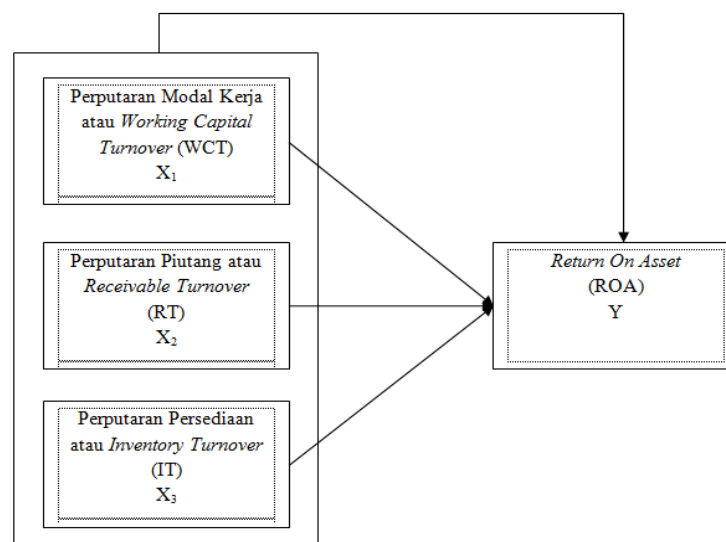 Perputaran Modal Kerja
atau Working Capital
Turnover (WCT)
X₁
Perputaran Piutang atau
Receivable Turnover
(RT)
X₂
Perputaran Persediaan
atau Inventory Turnover
(IT)
X₃
Return On Asset
(ROA)
Y